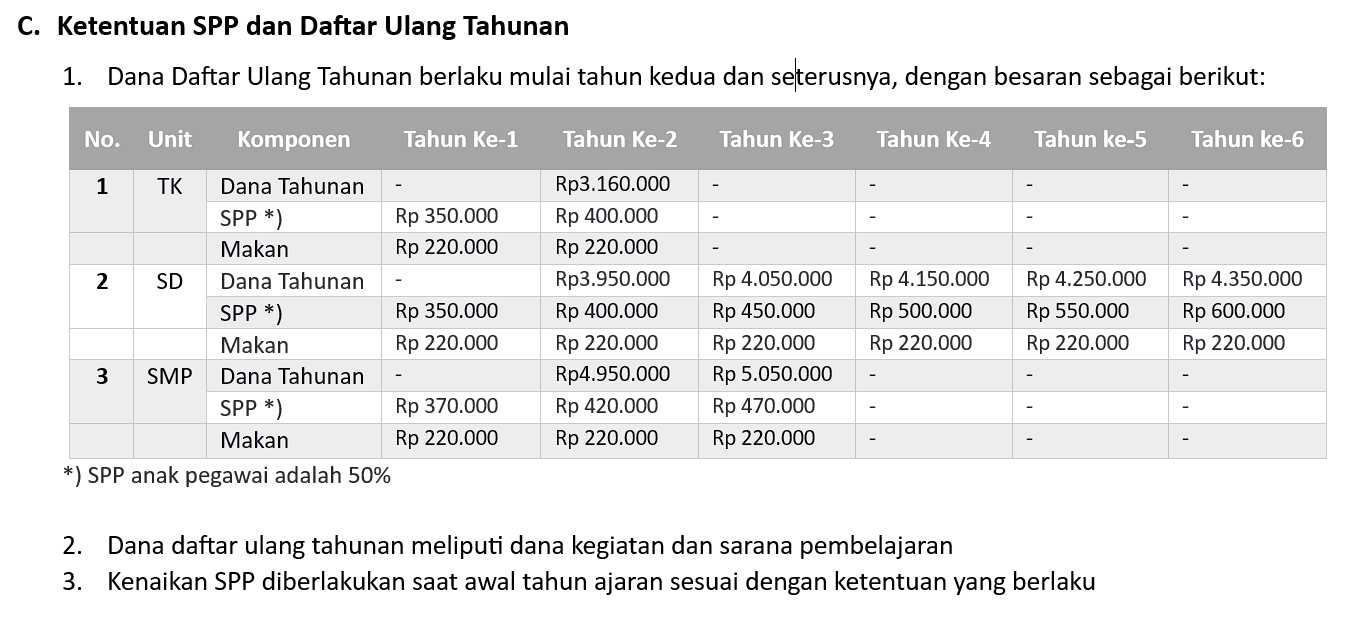 C. Ketentuan SPP dan Daftar Ulang Tahunan
1. Dana Daftar Ulang Tahunan berlaku mulai tahun kedua dan seterusnya, dengan besaran sebagai berikut:
No. Unit Komponen Tahun Ke-1 Tahun Ke-2 Tahun Ke-3 Tahun Ke-4 Tahun ke-5 Tahun ke-6
1 TK Dana Tahunan - Rp3.160.000 - - - -
SPP *) Rp 350.000 Rp 400.000 - - - -
Makan Rp 220.000 Rp 220.000 - - - -
2 SD Dana Tahunan - Rp3.950.000 Rp 4.050.000 Rp 4.150.000 Rp 4.250.000 Rp 4.350.000
SPP *) Rp 350.000 Rp 400.000 Rp 450.000 Rp 500.000 Rp 550.000 Rp 600.000
Makan Rp 220.000 Rp 220.000 Rp 220.000 Rp 220.000 Rp 220.000 Rp 220.000
3 SMP Dana Tahunan - Rp4.950.000 Rp 5.050.000 - - -
SPP *) Rp 370.000 Rp 420.000 Rp 470.000 - - -
Makan Rp 220.000 Rp 220.000 Rp 220.000 - - -
*) SPP anak pegawai adalah 50%
2. Dana daftar ulang tahunan meliputi dana kegiatan dan sarana pembelajaran
3. Kenaikan SPP diberlakukan saat awal tahun ajaran sesuai dengan ketentuan yang berlaku